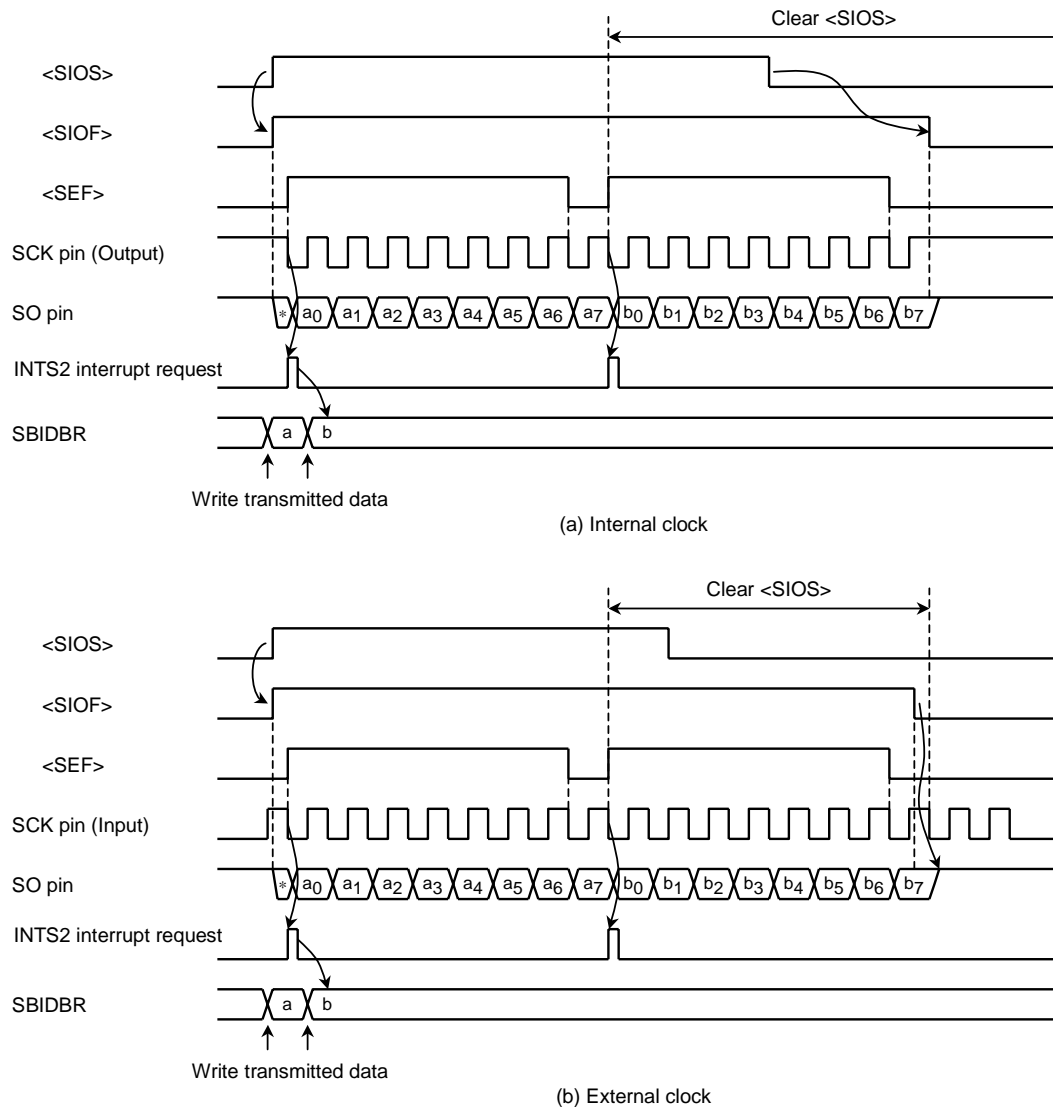 Clear <SIOS>
<SIOS>
<SIOF>
<SEF>
SCK pin (Output)
SO pin * a0 a1 a2 a3 a4 a5 a6 a7 b0 b1 b2 b3 b4 b5 b6 b7
INTS2 interrupt request
SBIDBR a b
Write transmitted data
(a) Internal clock
Clear <SIOS>
<SIOS>
<SIOF>
<SEF>
SCK pin (Input)
SO pin * a0 a1 a2 a3 a4 a5 a6 a7 b0 b1 b2 b3 b4 b5 b6 b7
INTS2 interrupt request
SBIDBR a b
Write transmitted data
(b) External clock